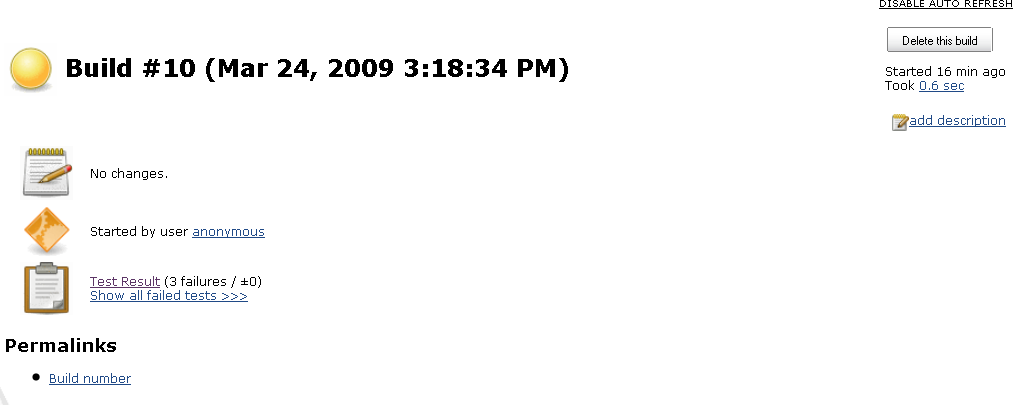 DISABLE AUTO REFRESH
Build #10 (Mar 24, 2009 3:18:34 PM)
Delete this build
Started 16 min ago
Took 0.6 sec
add description
No changes.
Started by user anonymous
Test Result (3 failures / ±0)
Show all failed tests >>>
Permalinks
Build number